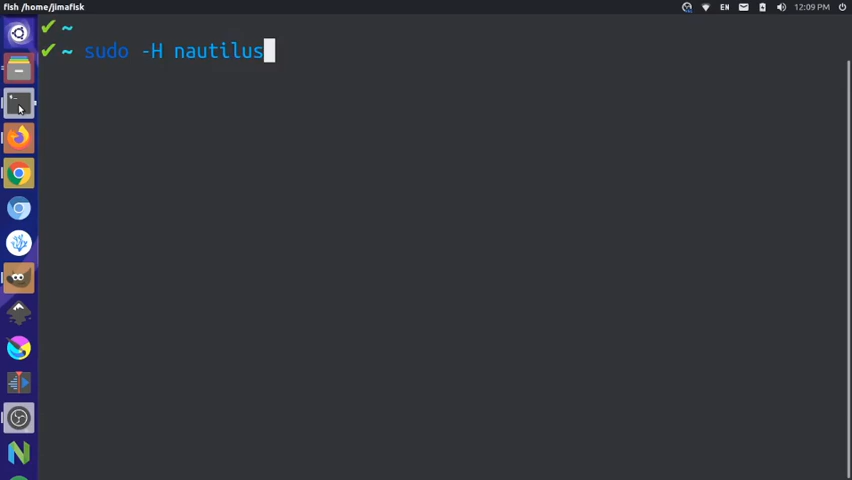 fish /home/jimafisk
EN
12:09 PM
✔ ~
✔ ~ sudo -H nautilus